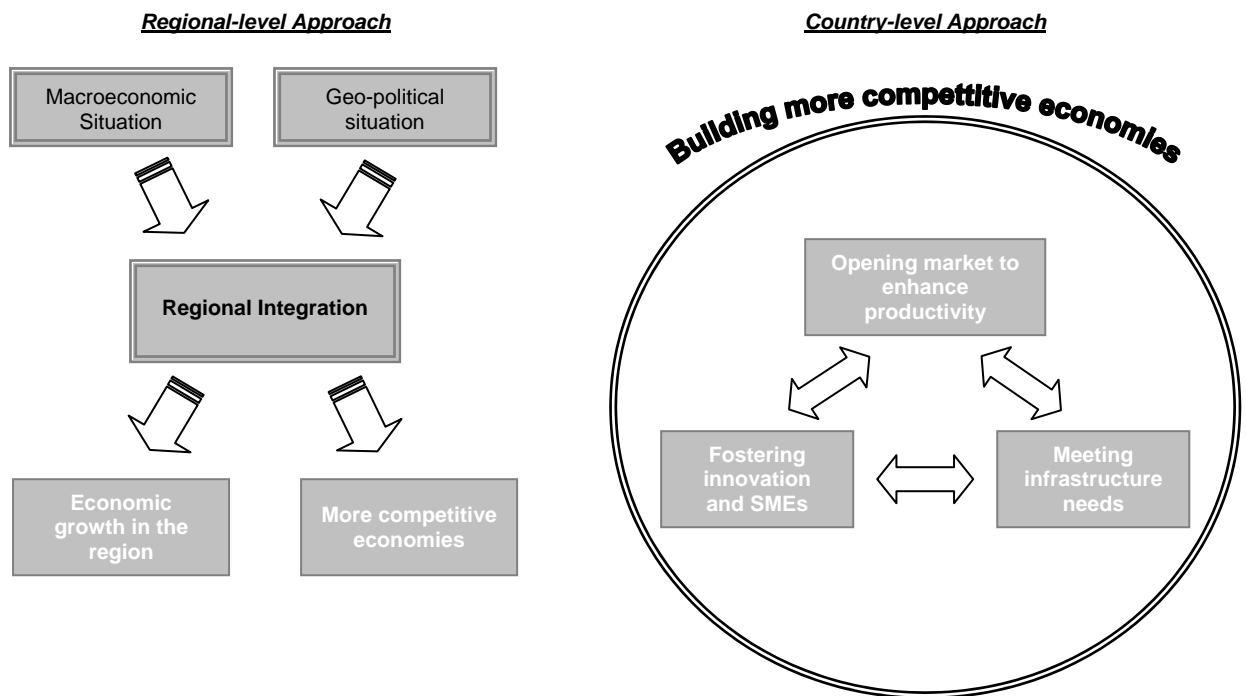 Regional-level Approach
Macroeconomic
Situation
Geo-political
situation
Regional Integration
Economic
growth in the
region
More competitive
economies
Country-level Approach
Building more compettitive economies
Opening market to
enhance
productivity
Fostering
innovation
and SMEs
Meeting
infrastructure
needs